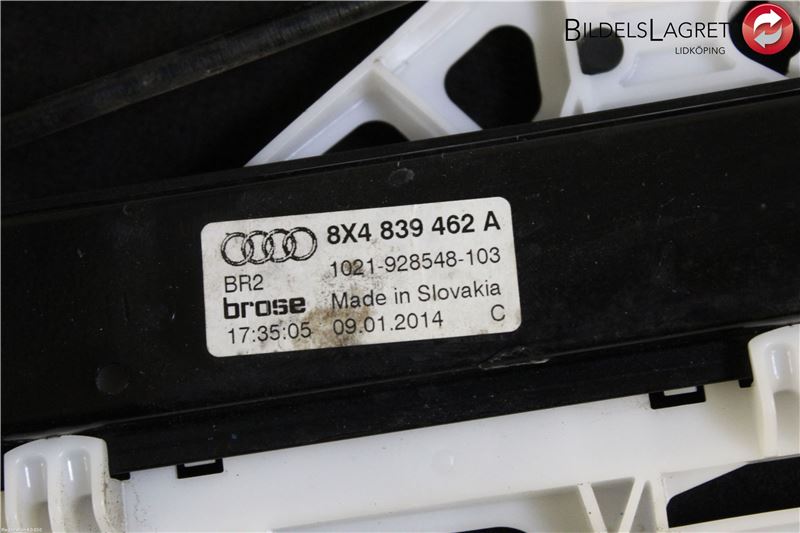 BILDELSLAGRET
LIDKÖPING
8X4 839 462 A
1021-928548-103
BR2
brose
Made in Slovakia
17:35:05 09.01.2014 C